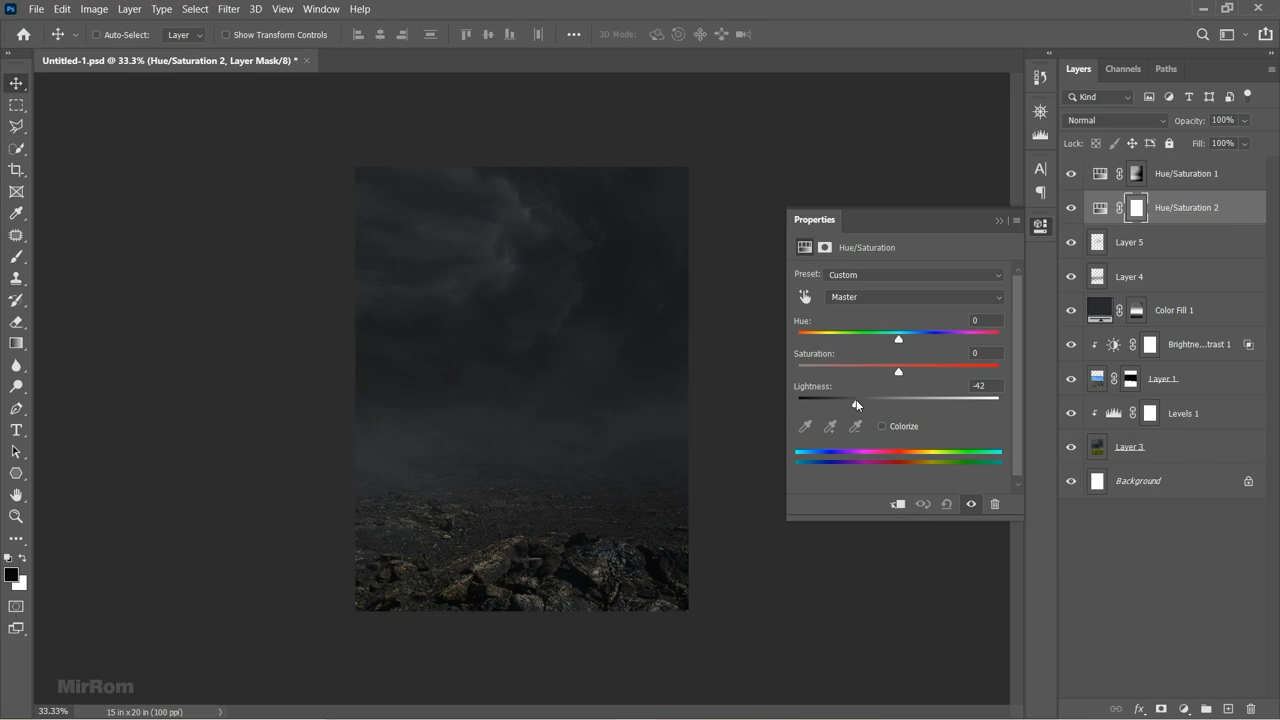 Ps File Edit Image Layer Type Select Filter 3D View Window Help
Auto-Select: Layer Show Transform Controls 3D Mode:
Untitled-1.psd @ 33.3% (Hue/Saturation 2, Layer Mask/8) *
Layers Channels Paths
Kind
Normal Opacity: 100%
Lock: Fill: 100%
Hue/Saturation 1
Hue/Saturation 2
Layer 5
Layer 4
Color Fill 1
Brightne...trast 1
Layer 1
Levels 1
Layer 3
Background
Properties
Hue/Saturation
Preset: Custom
Master
Hue: 0
Saturation: 0
Lightness: -42
Colorize
MirRom
33.33% 15 in x 20 in (100 ppi)